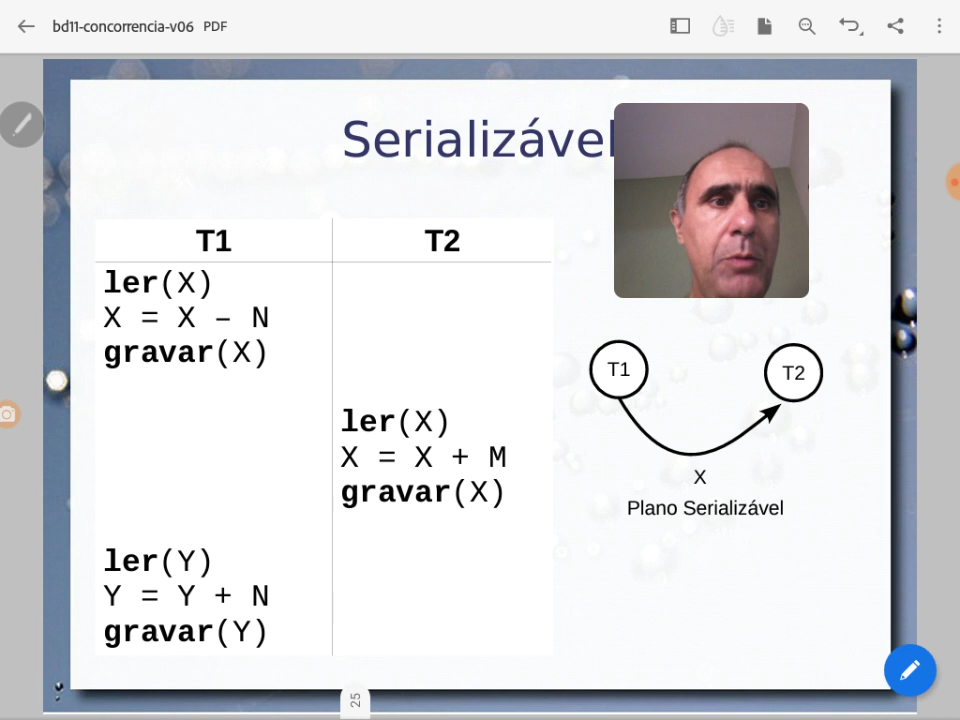 bd11-concorrencia-v06 PDF
Serializável
T1 T2
ler(X)
X = X – N
gravar(X)
ler(X)
X = X + M
gravar(X)
ler(Y)
Y = Y + N
gravar(Y)
T1 T2
X
Plano Serializável
25